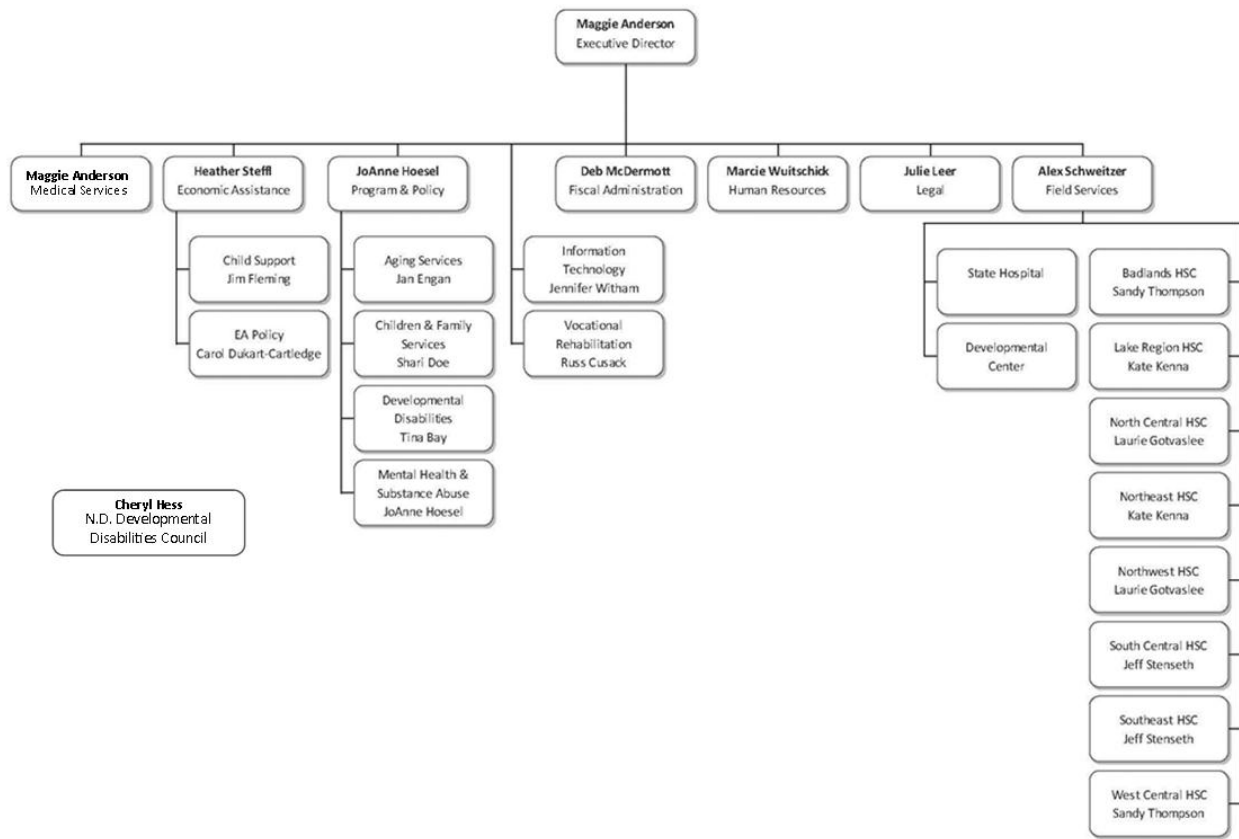 Maggie Anderson
Executive Director
Maggie Anderson
Medical Services
Heather Steffl
Economic Assistance
JoAnne Hoesel
Program & Policy
Deb McDermott
Fiscal Administration
Marcie Wuitschick
Human Resources
Julie Leer
Legal
Alex Schweitzer
Field Services
Child Support
Jim Fleming
EA Policy
Carol Dukart-Cartledge
Aging Services
Jan Engan
Children & Family
Services
Shari Doe
Developmental
Disabilities
Tina Bay
Mental Health &
Substance Abuse
JoAnne Hoesel
Information
Technology
Jennifer Witham
Vocational
Rehabilitation
Russ Cusack
State Hospital
Developmental
Center
Badlands HSC
Sandy Thompson
Lake Region HSC
Kate Kenna
North Central HSC
Laurie Gotvaslee
Northeast HSC
Kate Kenna
Northwest HSC
Laurie Gotvaslee
South Central HSC
Jeff Stenseth
Southeast HSC
Jeff Stenseth
West Central HSC
Sandy Thompson
Cheryl Hess
N.D. Developmental
Disabilities Council